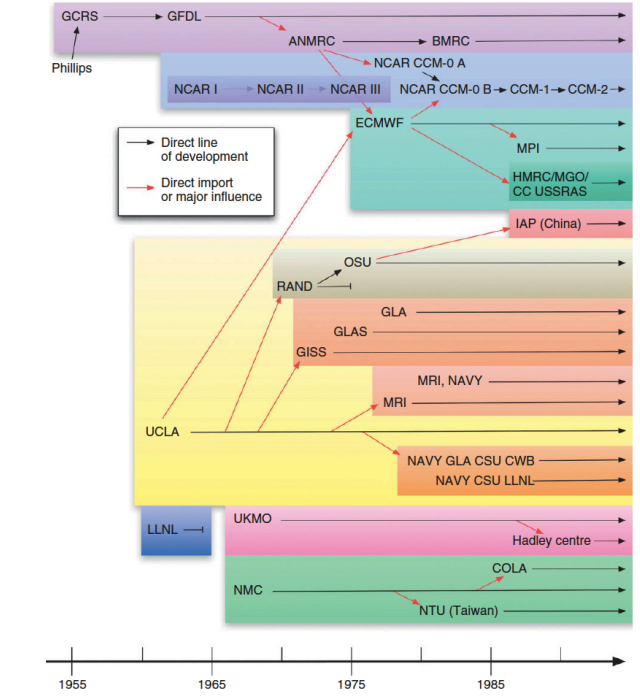 GCRS GFDL
ANMRC BMRC
Phillips
NCAR CCM-0 A
NCAR I NCAR II NCAR III NCAR CCM-0 B CCM-1 CCM-2
ECMWF
MPI
Direct line
of development
Direct import
or major influence
HMRC/MGO/
CC USSRAS
IAP (China)
OSU
RAND
GLA
GLAS
GISS
MRI, NAVY
MRI
UCLA
NAVY GLA CSU CWB
NAVY CSU LLNL
UKMO
LLNL
Hadley centre
COLA
NMC
NTU (Taiwan)
1955 1965 1975 1985